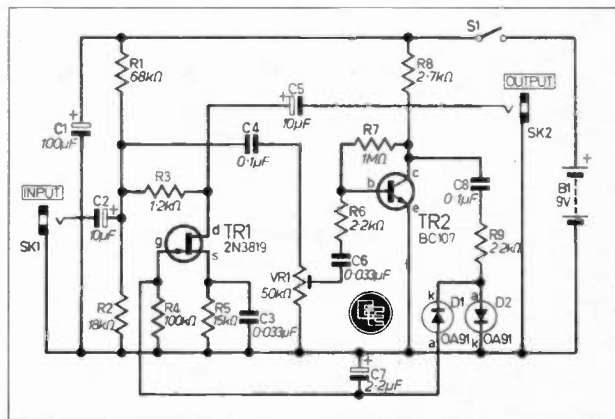 S1
R1
68kΩ
R8
2·7kΩ
C5
10µF
OUTPUT
SK2
C1
100µF
C4
0·1µF
R7
1MΩ
C8
0·1µF
B1
9V
INPUT
C2
10µF
SK1
R3
1·2kΩ
TR1
2N3819
g
d
s
b
c
e
TR2
BC107
R6
2·2kΩ
R9
2·2kΩ
C6
0·033µF
VR1
50kΩ
R2
18kΩ
R4
100kΩ
R5
15kΩ
C3
0·033µF
k
D1
OA91
a
a
D2
OA91
k
C7
2·2µF